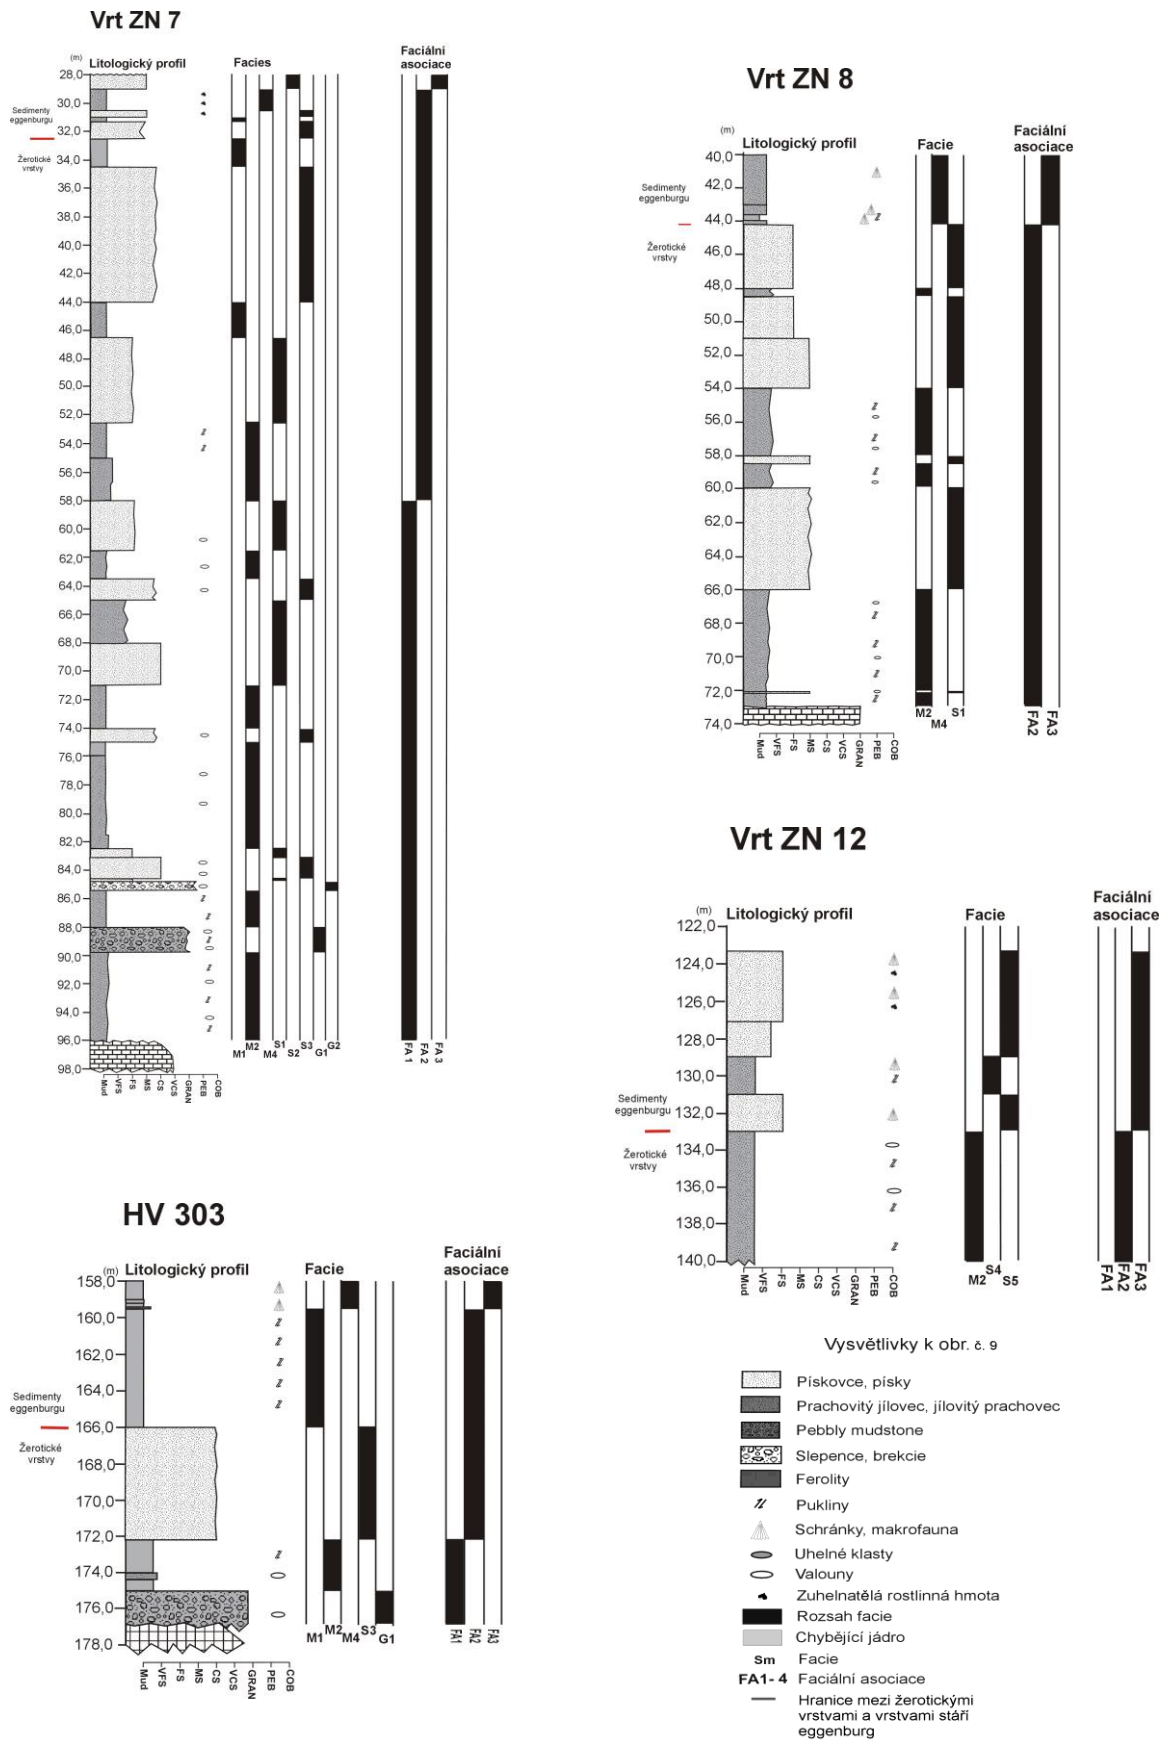 Vrt ZN 7
(m)
Litologický profil
Facies
Faciální
asociace
28,0
30,0
32,0
34,0
36,0
38,0
40,0
42,0
44,0
46,0
48,0
50,0
52,0
54,0
56,0
58,0
60,0
62,0
64,0
66,0
68,0
70,0
72,0
74,0
76,0
78,0
80,0
82,0
84,0
86,0
88,0
90,0
92,0
94,0
96,0
98,0
Sedimenty
eggenburgu
Žerotické
vrstvy
M1 M2 M4 S1 S2 S3 G1 G2
FA 1 FA 2 FA 3
Mud VFS FS MS CS VCS GRAN PEB COB
Vrt ZN 8
(m)
Litologický profil
Facie
Faciální
asociace
40,0
42,0
44,0
46,0
48,0
50,0
52,0
54,0
56,0
58,0
60,0
62,0
64,0
66,0
68,0
70,0
72,0
74,0
Sedimenty
eggenburgu
Žerotické
vrstvy
M2 M4 S1
FA2 FA3
Mud VFS FS MS CS VCS GRAN PEB COB
Vrt ZN 12
(m)
Litologický profil
Facie
Faciální
asociace
122,0
124,0
126,0
128,0
130,0
132,0
134,0
136,0
138,0
140,0
Sedimenty
eggenburgu
Žerotické
vrstvy
M2 S4 S5
FA1 FA2 FA3
Mud VFS FS MS CS VCS GRAN PEB COB
HV 303
(m)
Litologický profil
Facie
Faciální
asociace
158,0
160,0
162,0
164,0
166,0
168,0
170,0
172,0
174,0
176,0
178,0
Sedimenty
eggenburgu
Žerotické
vrstvy
M1 M2 M4 S3 G1
FA1 FA2 FA3
Mud VFS FS MS CS VCS GRAN PEB COB
Vysvětlivky k obr. č. 9
Pískovce, písky
Prachovitý jílovec, jílovitý prachovec
Pebbly mudstone
Slepence, brekcie
Ferolity
Pukliny
Schránky, makrofauna
Uhelné klasty
Valouny
Zuhelnatělá rostlinná hmota
Rozsah facie
Chybějící jádro
Sm Facie
FA1- 4 Faciální asociace
Hranice mezi žerotickými
vrstvami a vrstvami stáří
eggenburg